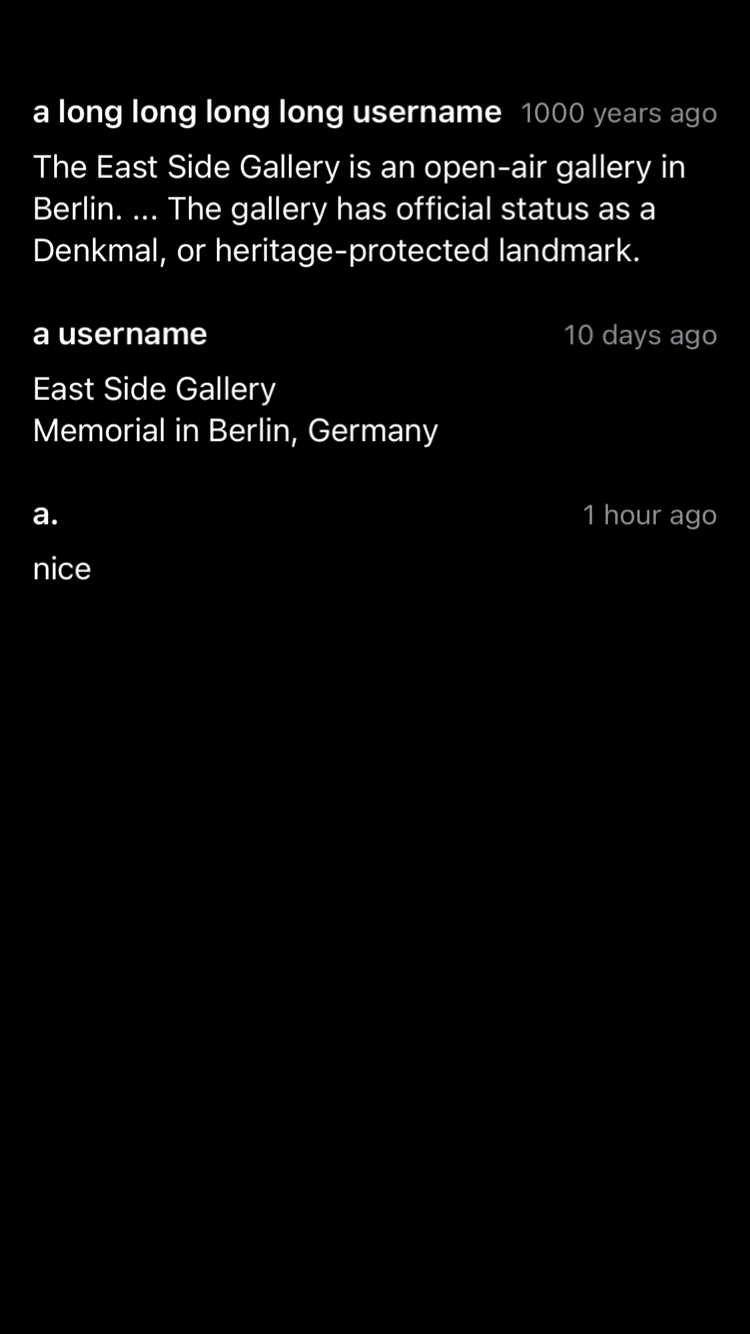 a long long long long username 1000 years ago
The East Side Gallery is an open-air gallery in
Berlin. ... The gallery has official status as a
Denkmal, or heritage-protected landmark.
a username 10 days ago
East Side Gallery
Memorial in Berlin, Germany
a. 1 hour ago
nice